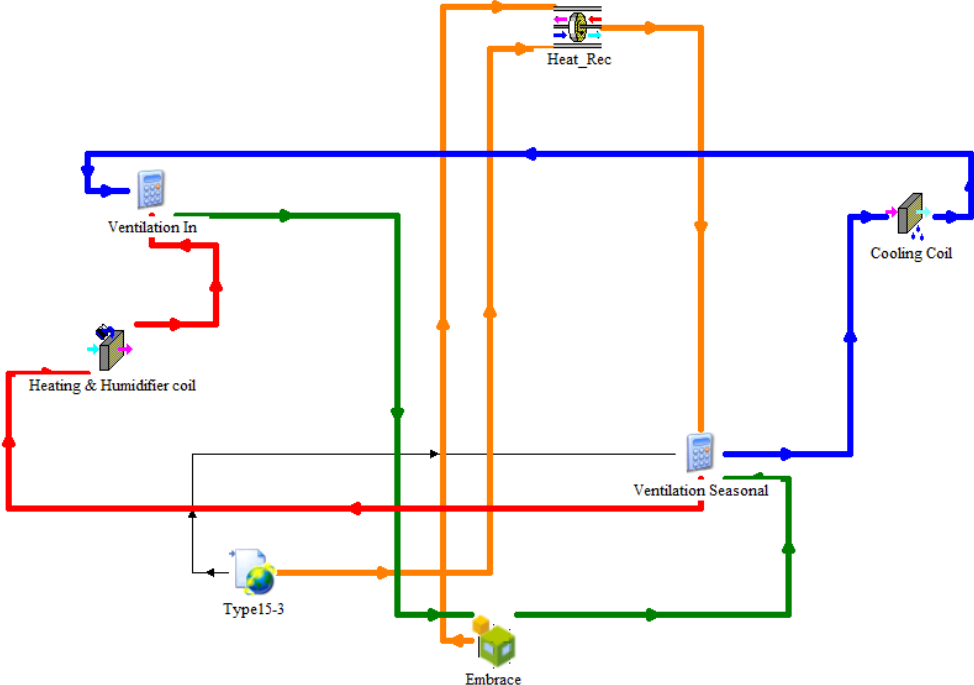 Heat_Rec
Ventilation In
Cooling Coil
Heating & Humidifier coil
Ventilation Seasonal
Type15-3
Embrace